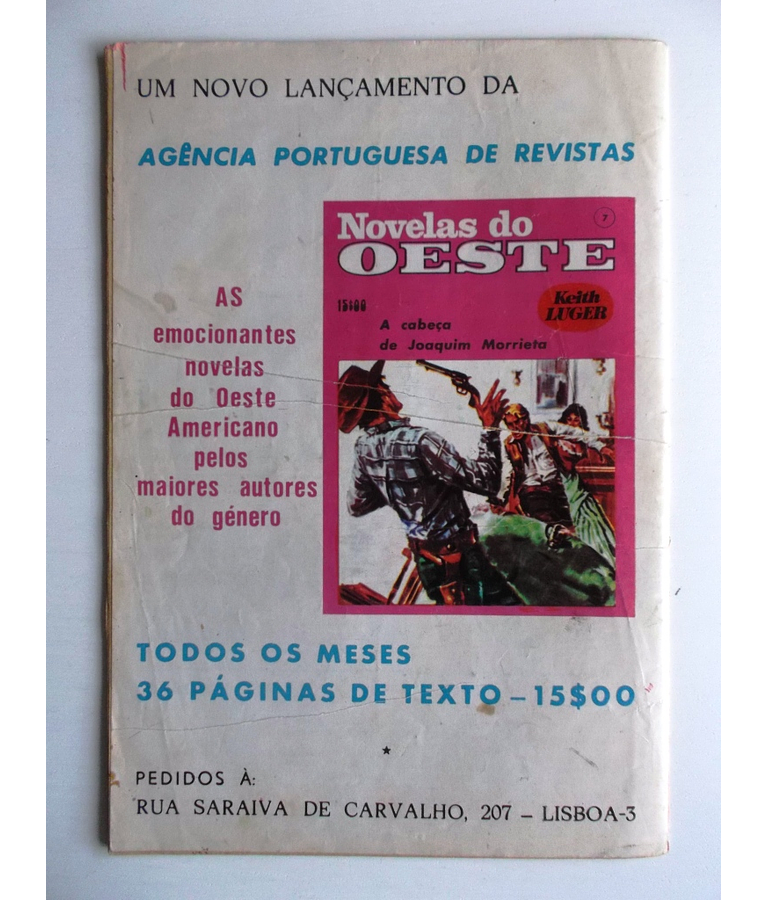 UM NOVO LANÇAMENTO DA
AGÊNCIA PORTUGUESA DE REVISTAS
AS
emocionantes
novelas
do Oeste
Americano
pelos
maiores autores
do género
Novelas do
7
OESTE
15$00
Keith
LUGER
A cabeça
de Joaquim Morrieta
TODOS OS MESES
36 PÁGINAS DE TEXTO – 15$00
*
PEDIDOS À:
RUA SARAIVA DE CARVALHO, 207 – LISBOA-3